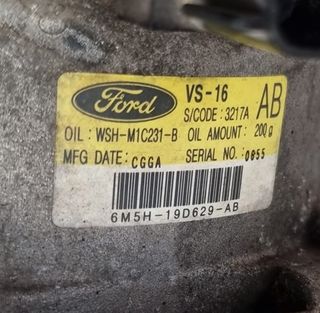 Ford VS-16
S/CODE: 3217A AB
OIL: WSH-M1C231-B OIL AMOUNT: 200g
MFG DATE: CGGA SERIAL NO.: 0855
6M5H-19D629-AB